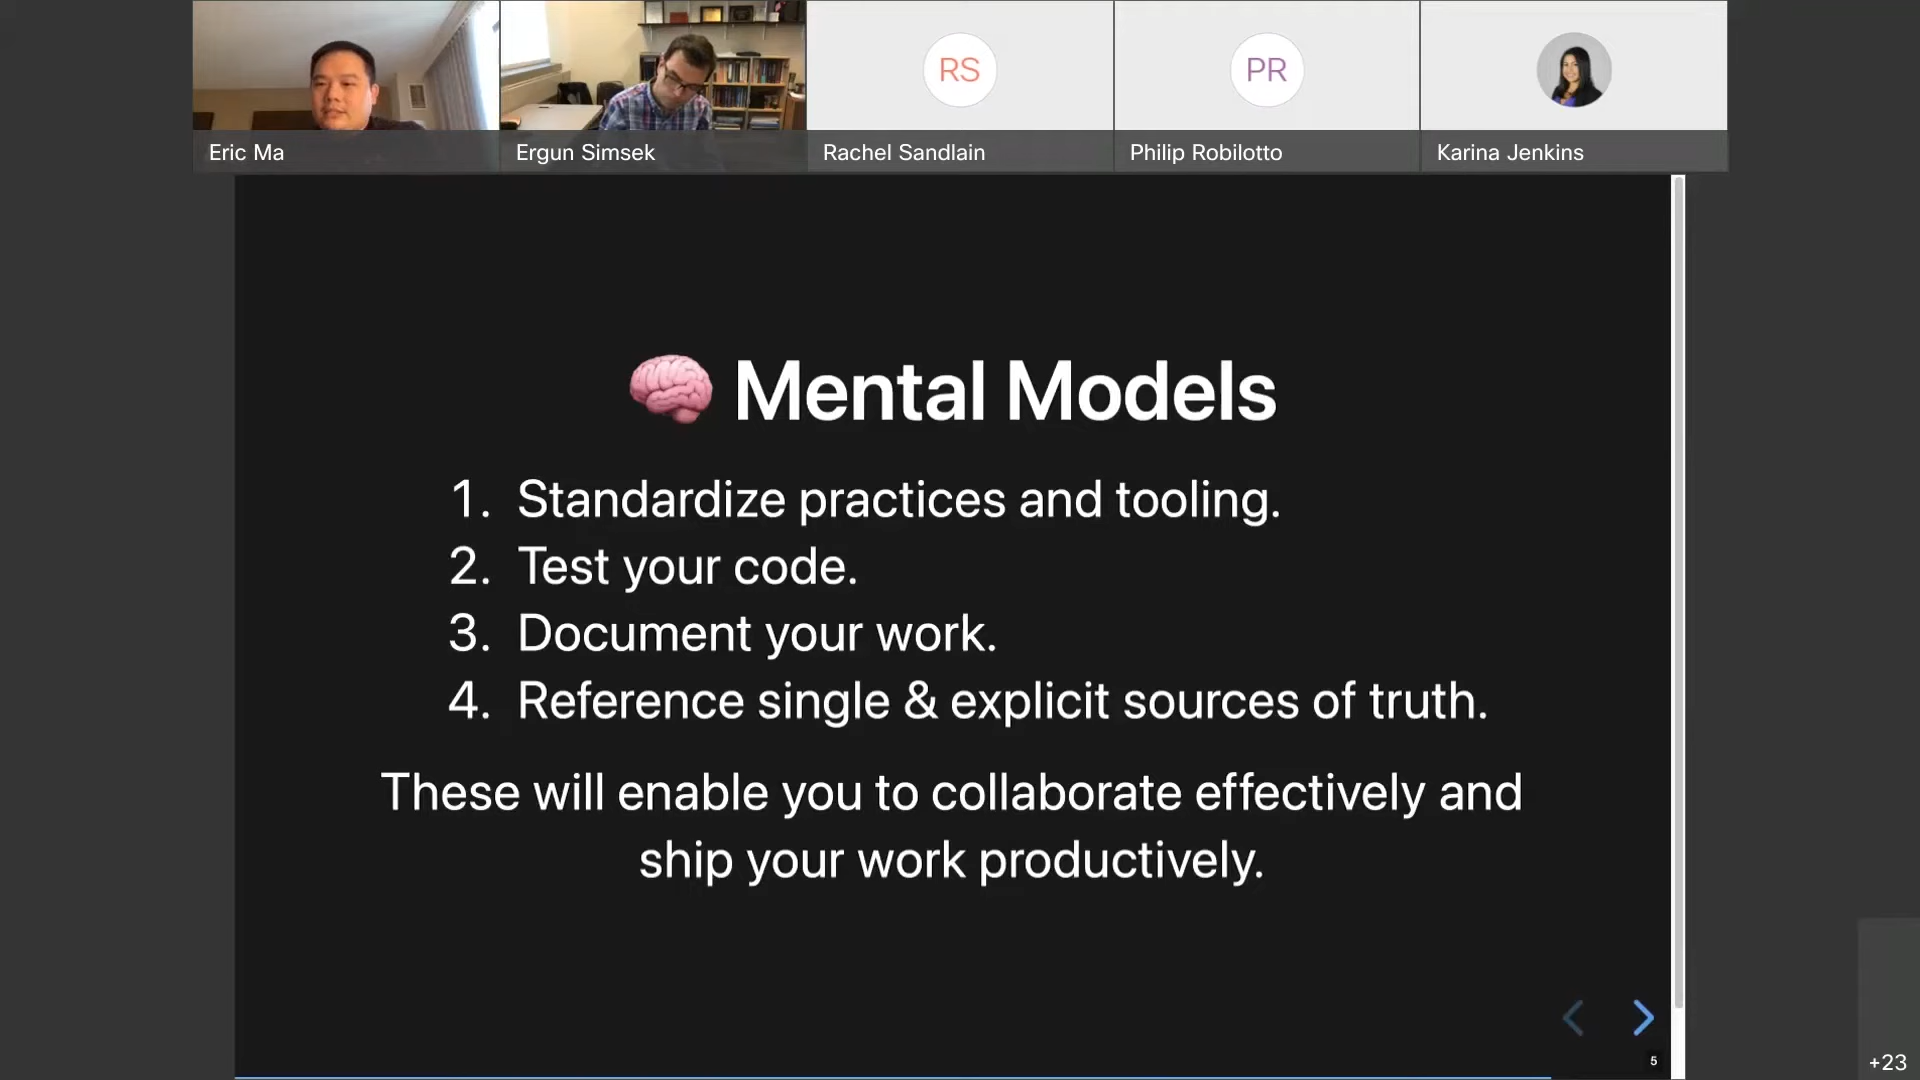 RS
PR
Eric Ma
Ergun Simsek
Rachel Sandlain
Philip Robilotto
Karina Jenkins
🧠 Mental Models
1. Standardize practices and tooling.
2. Test your code.
3. Document your work.
4. Reference single & explicit sources of truth.
These will enable you to collaborate effectively and
ship your work productively.
5
+23